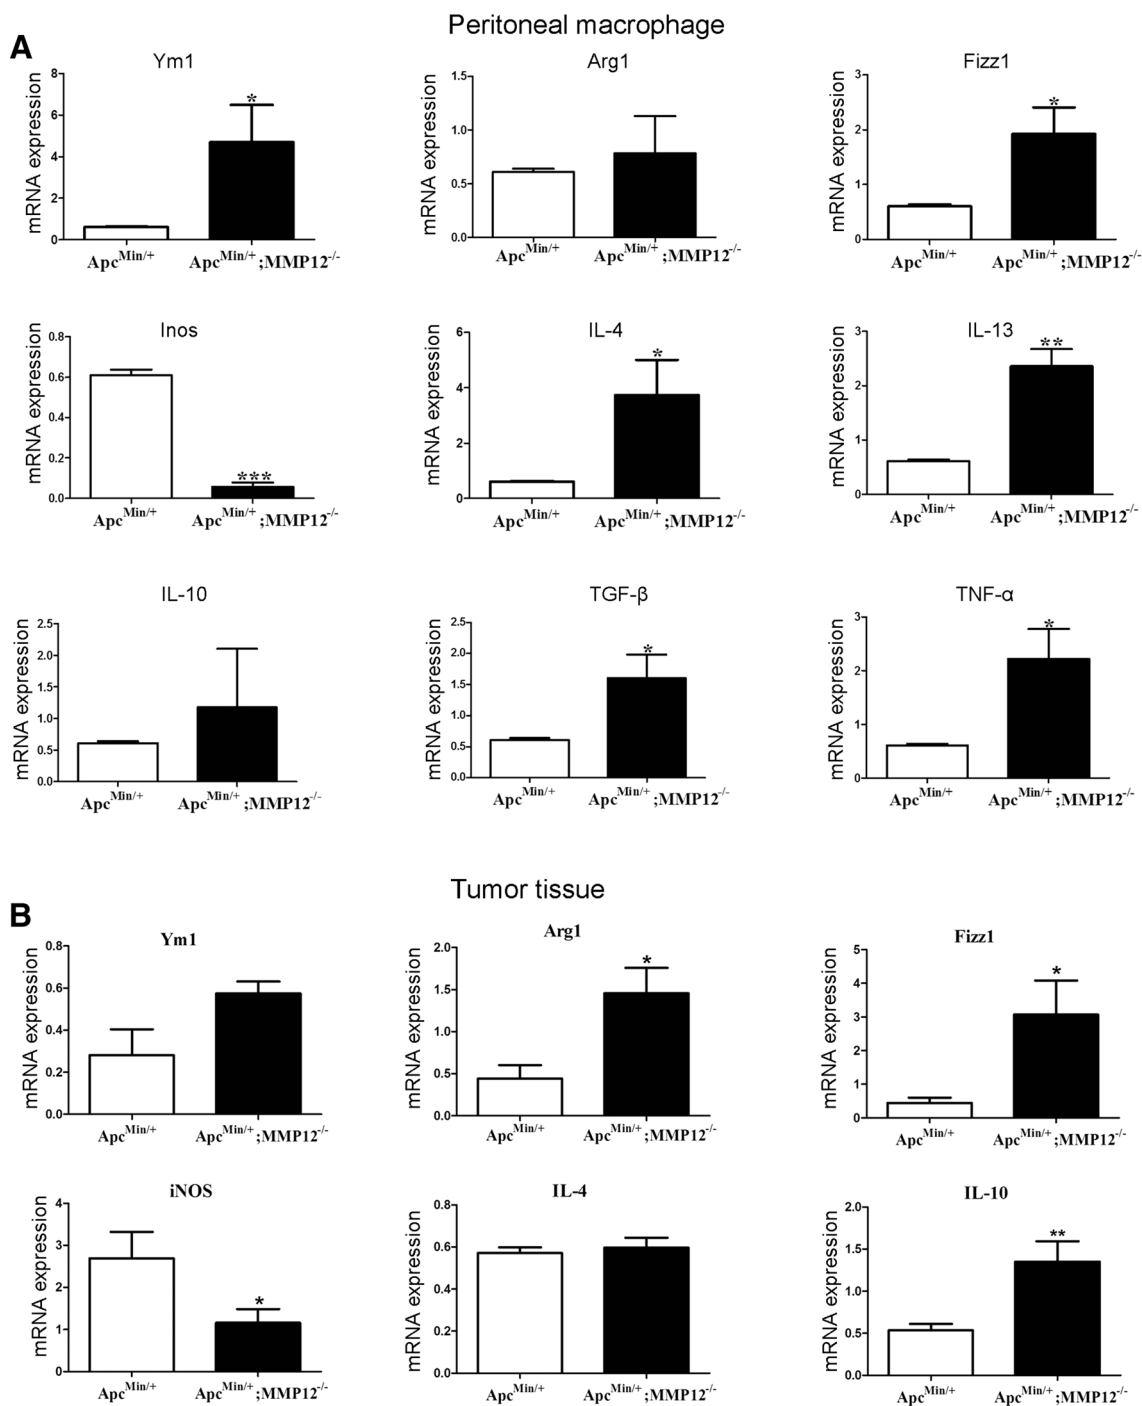 Peritoneal macrophage
A
Ym1
mRNA expression
8
6
4
2
0
*
Apc^Min/+ Apc^Min/+;MMP12^-/-
Arg1
mRNA expression
1.5
1.0
0.5
0.0
Apc^Min/+ Apc^Min/+;MMP12^-/-
Fizz1
mRNA expression
3
2
1
0
*
Apc^Min/+ Apc^Min/+;MMP12^-/-
Inos
mRNA expression
0.8
0.6
0.4
0.2
0.0
***
Apc^Min/+ Apc^Min/+;MMP12^-/-
IL-4
mRNA expression
6
4
2
0
*
Apc^Min/+ Apc^Min/+;MMP12^-/-
IL-13
mRNA expression
3
2
1
0
**
Apc^Min/+ Apc^Min/+;MMP12^-/-
IL-10
mRNA expression
2.5
2.0
1.5
1.0
0.5
0.0
Apc^Min/+ Apc^Min/+;MMP12^-/-
TGF-β
mRNA expression
2.5
2.0
1.5
1.0
0.5
0.0
*
Apc^Min/+ Apc^Min/+;MMP12^-/-
TNF-α
mRNA expression
3
2
1
0
*
Apc^Min/+ Apc^Min/+;MMP12^-/-
Tumor tissue
B
Ym1
mRNA expression
0.8
0.6
0.4
0.2
0.0
Apc^Min/+ Apc^Min/+;MMP12^-/-
Arg1
mRNA expression
2.0
1.5
1.0
0.5
0.0
*
Apc^Min/+ Apc^Min/+;MMP12^-/-
Fizz1
mRNA expression
5
4
3
2
1
0
*
Apc^Min/+ Apc^Min/+;MMP12^-/-
iNOS
mRNA expression
4
3
2
1
0
*
Apc^Min/+ Apc^Min/+;MMP12^-/-
IL-4
mRNA expression
0.8
0.6
0.4
0.2
0.0
Apc^Min/+ Apc^Min/+;MMP12^-/-
IL-10
mRNA expression
2.0
1.5
1.0
0.5
0.0
**
Apc^Min/+ Apc^Min/+;MMP12^-/-